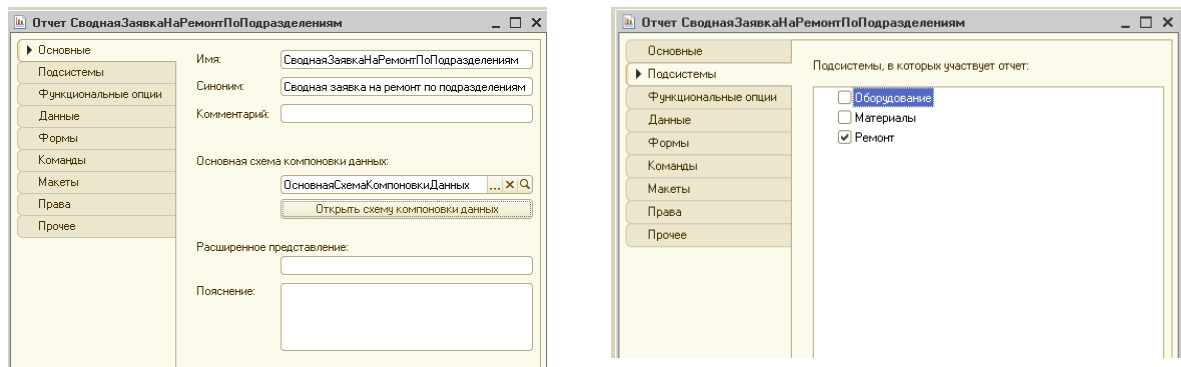 Отчет СводнаяЗаявкаНаРемонтПоПодразделениям
Основные
Подсистемы
Функциональные опции
Данные
Формы
Команды
Макеты
Права
Прочее
Имя: СводнаяЗаявкаНаРемонтПоПодразделениям
Синоним: Сводная заявка на ремонт по подразделениям
Комментарий:
Основная схема компоновки данных:
ОсновнаяСхемаКомпоновкиДанных ...
Открыть схему компоновки данных
Расширенное представление:
Пояснение:
Отчет СводнаяЗаявкаНаРемонтПоПодразделениям
Основные
Подсистемы
Функциональные опции
Данные
Формы
Команды
Макеты
Права
Прочее
Подсистемы, в которых участвует отчет:
Оборудование
Материалы
Ремонт